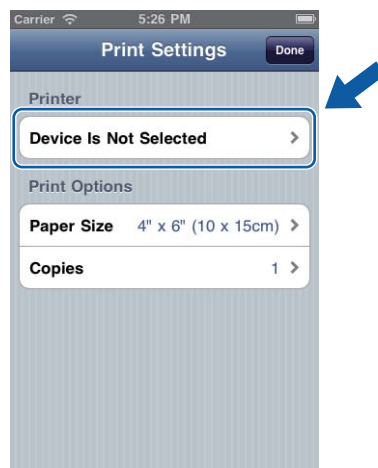 Carrier 5:26 PM
Print Settings Done
Printer
Device Is Not Selected
Print Options
Paper Size 4" x 6" (10 x 15cm)
Copies 1